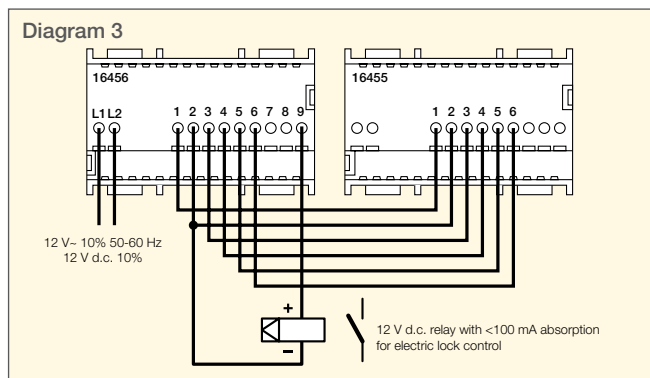 Diagram 3
16456
16455
L1 L2 1 2 3 4 5 6 7 8 9
1 2 3 4 5 6
12 V~ 10% 50-60 Hz
12 V d.c. 10%
+
–
12 V d.c. relay with <100 mA absorption
for electric lock control